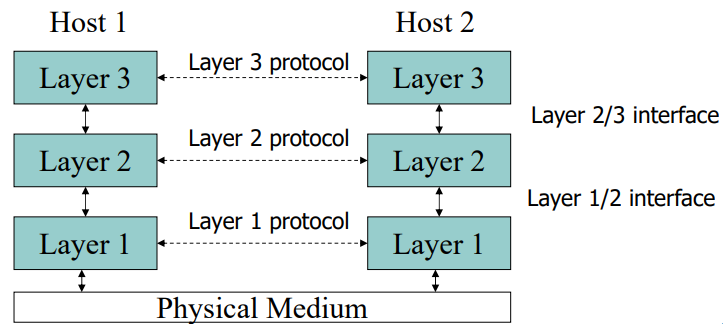 Host 1
Host 2
Layer 3
Layer 3 protocol
Layer 3
Layer 2/3 interface
Layer 2
Layer 2 protocol
Layer 2
Layer 1/2 interface
Layer 1
Layer 1 protocol
Layer 1
Physical Medium